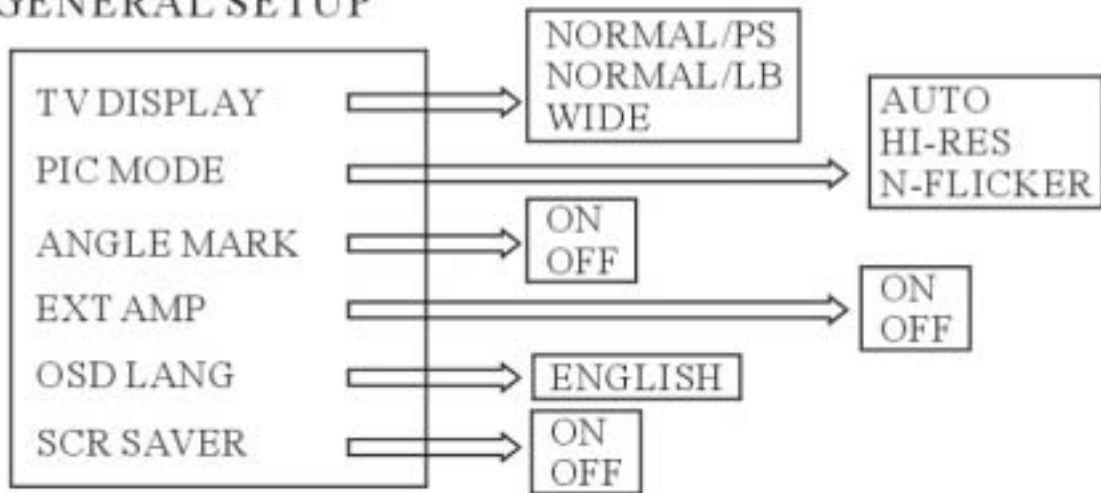 GENERAL SETUP
TV DISPLAY
NORMAL/PS
NORMAL/LB
WIDE
PIC MODE
AUTO
HI-RES
N-FLICKER
ANGLE MARK
ON
OFF
EXT AMP
ON
OFF
OSD LANG
ENGLISH
SCR SAVER
ON
OFF